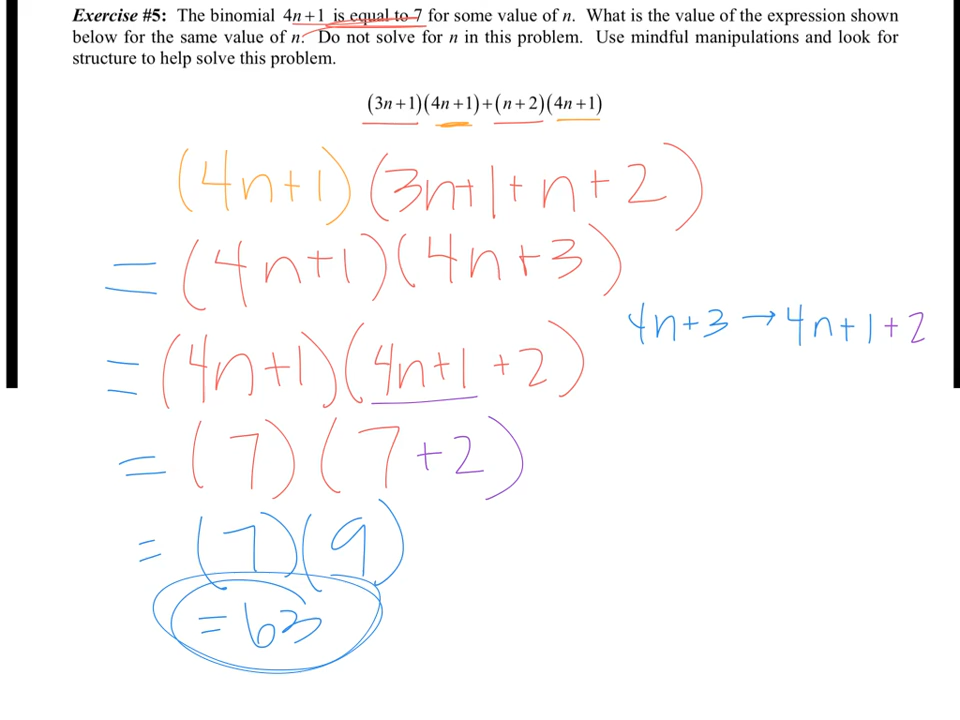 Exercise #5: The binomial 4n+1 is equal to 7 for some value of n. What is the value of the expression shown
below for the same value of n. Do not solve for n in this problem. Use mindful manipulations and look for
structure to help solve this problem.
(3n+1)(4n+1)+(n+2)(4n+1)
(4n+1)(3n+1+n+2)
=(4n+1)(4n+3)
4n+3→4n+1+2
=(4n+1)(4n+1+2)
=(7)(7+2)
=(7)(9)
=63